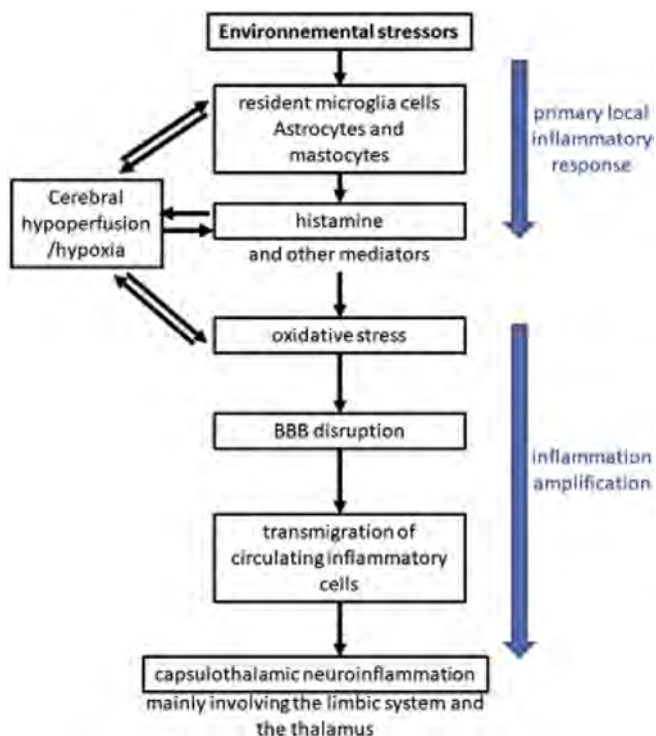 Environnemental stressors
resident microglia cells
Astrocytes and
mastocytes
primary local
inflammatory
response
Cerebral
hypoperfusion
/hypoxia
histamine
and other mediators
oxidative stress
BBB disruption
inflammation
amplification
transmigration of
circulating inflammatory
cells
capsulothalamic neuroinflammation
mainly involving the limbic system and
the thalamus